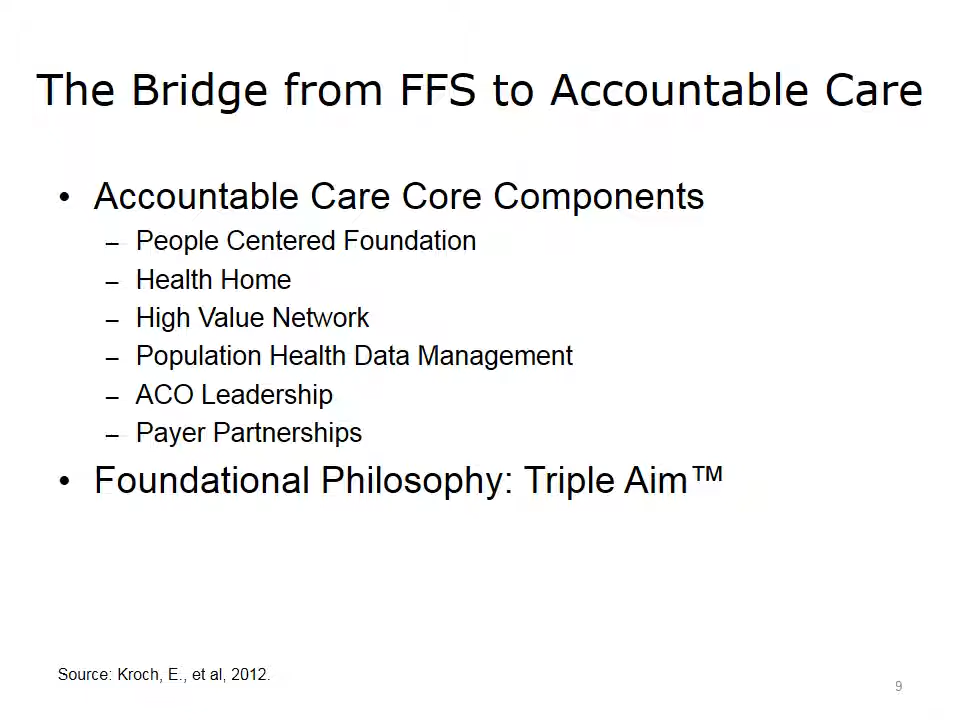 The Bridge from FFS to Accountable Care
• Accountable Care Core Components
– People Centered Foundation
– Health Home
– High Value Network
– Population Health Data Management
– ACO Leadership
– Payer Partnerships
• Foundational Philosophy: Triple Aim™
Source: Kroch, E., et al, 2012.
9